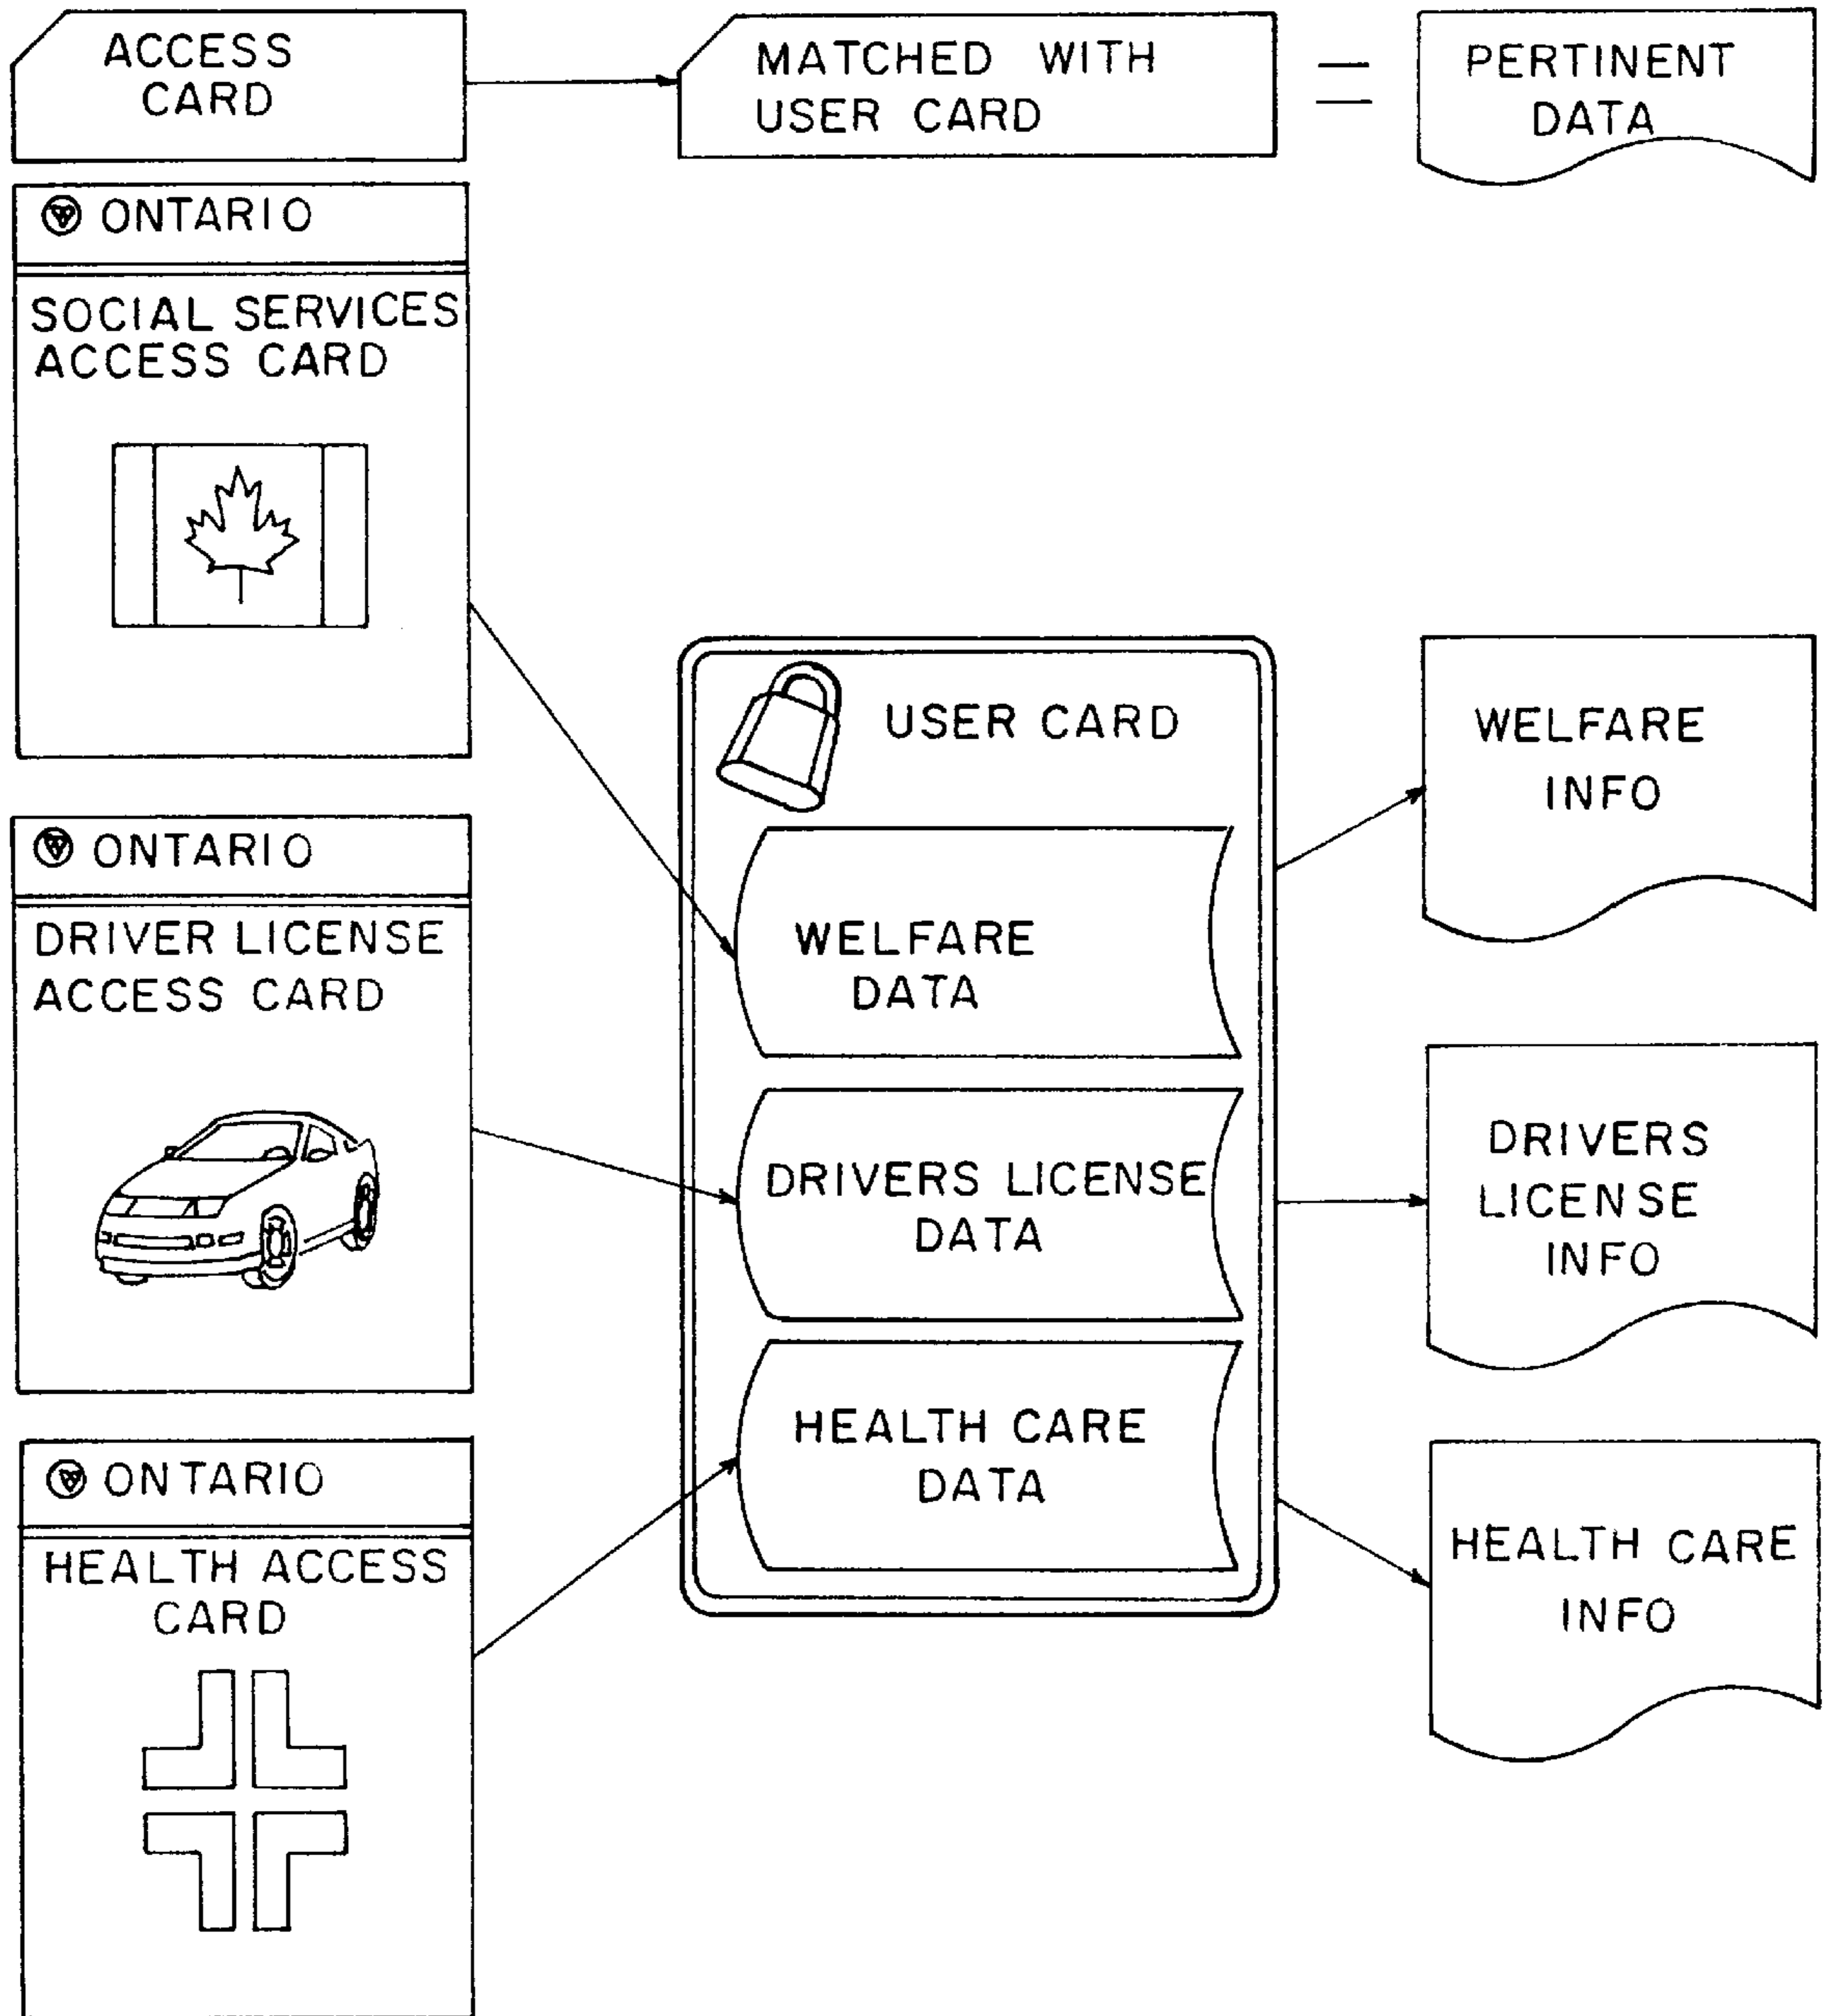 ACCESS
CARD
MATCHED WITH
USER CARD
=
PERTINENT
DATA
ONTARIO
SOCIAL SERVICES
ACCESS CARD
ONTARIO
DRIVER LICENSE
ACCESS CARD
ONTARIO
HEALTH ACCESS
CARD
USER CARD
WELFARE
DATA
DRIVERS LICENSE
DATA
HEALTH CARE
DATA
WELFARE
INFO
DRIVERS
LICENSE
INFO
HEALTH CARE
INFO